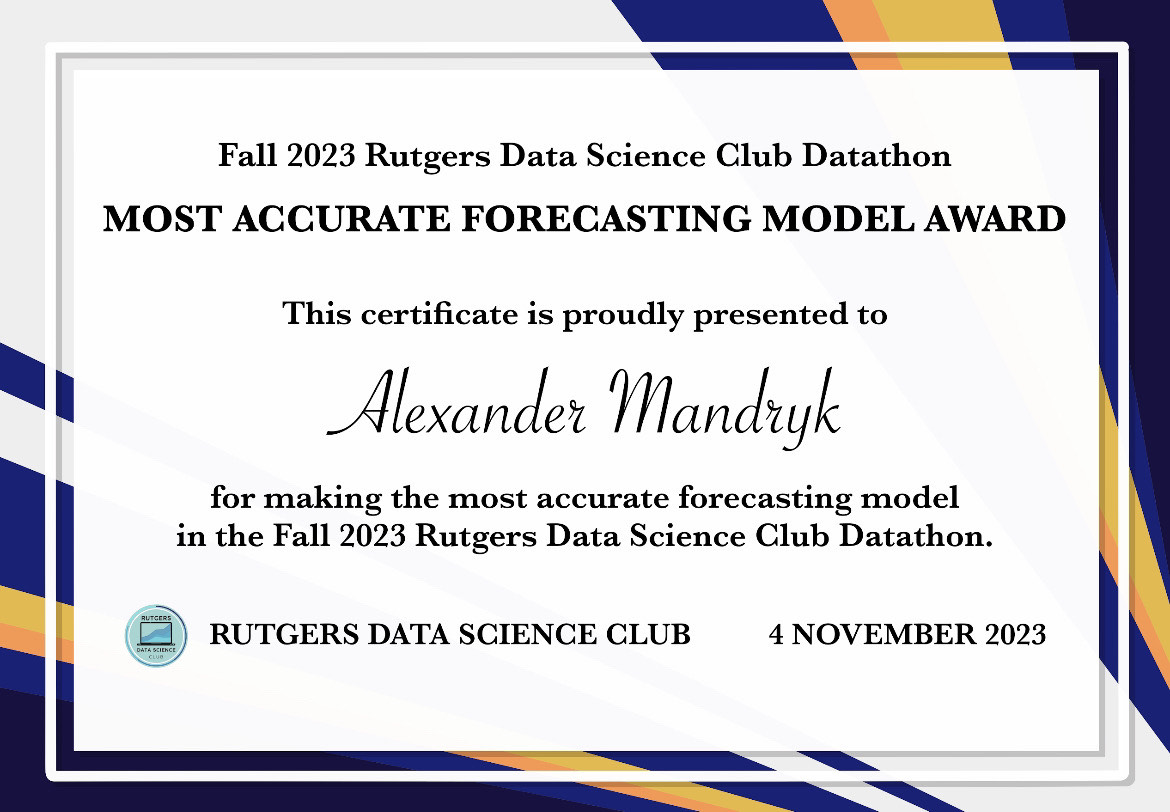 Fall 2023 Rutgers Data Science Club Datathon
MOST ACCURATE FORECASTING MODEL AWARD
This certificate is proudly presented to
Alexander Mandryk
for making the most accurate forecasting model
in the Fall 2023 Rutgers Data Science Club Datathon.
RUTGERS
DATA SCIENCE
CLUB
RUTGERS DATA SCIENCE CLUB
4 NOVEMBER 2023